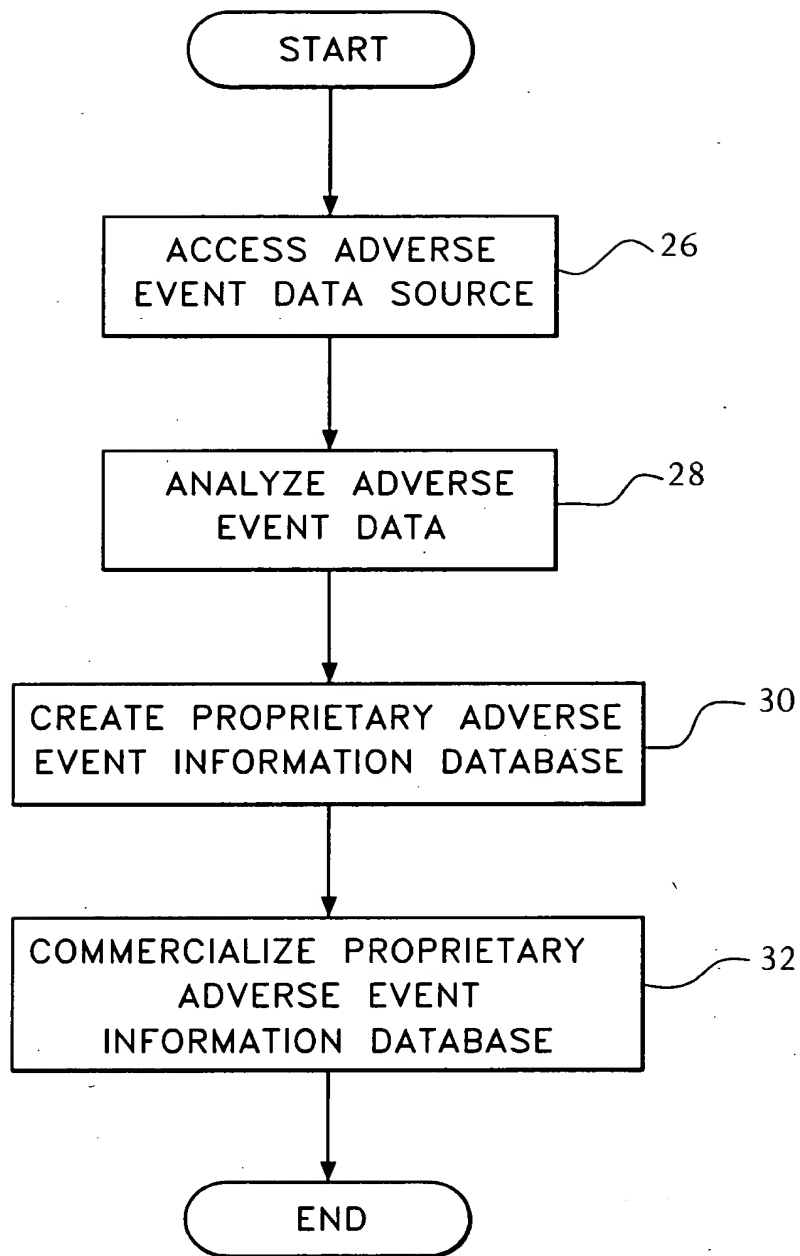 START
ACCESS ADVERSE
EVENT DATA SOURCE
26
ANALYZE ADVERSE
EVENT DATA
28
CREATE PROPRIETARY ADVERSE
EVENT INFORMATION DATABASE
30
COMMERCIALIZE PROPRIETARY
ADVERSE EVENT
INFORMATION DATABASE
32
END